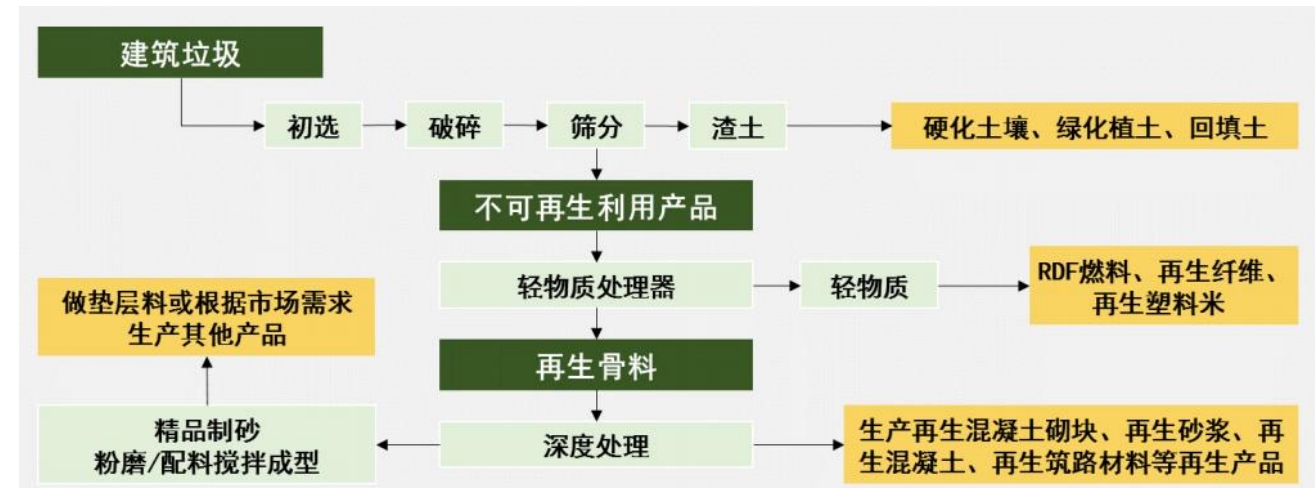 建筑垃圾
初选
破碎
筛分
渣土
硬化土壤、绿化植土、回填土
不可再生利用产品
轻物质处理器
轻物质
RDF燃料、再生纤维、
再生塑料米
做垫层料或根据市场需求
生产其他产品
再生骨料
精品制砂
粉磨/配料搅拌成型
深度处理
生产再生混凝土砌块、再生砂浆、再
生混凝土、再生筑路材料等再生产品